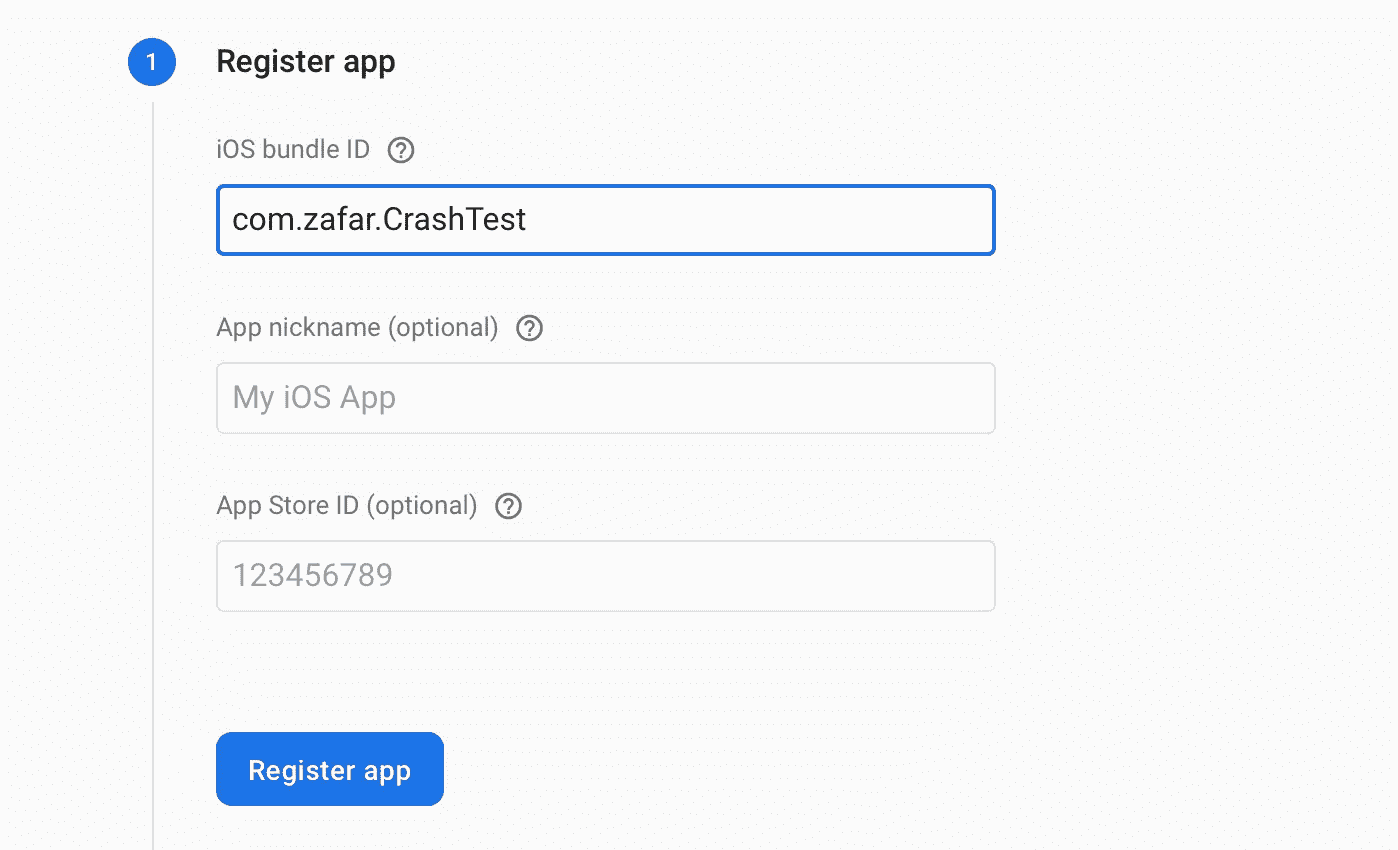 1 Register app
iOS bundle ID ?
com.zafar.CrashTest
App nickname (optional) ?
My iOS App
App Store ID (optional) ?
123456789
Register app